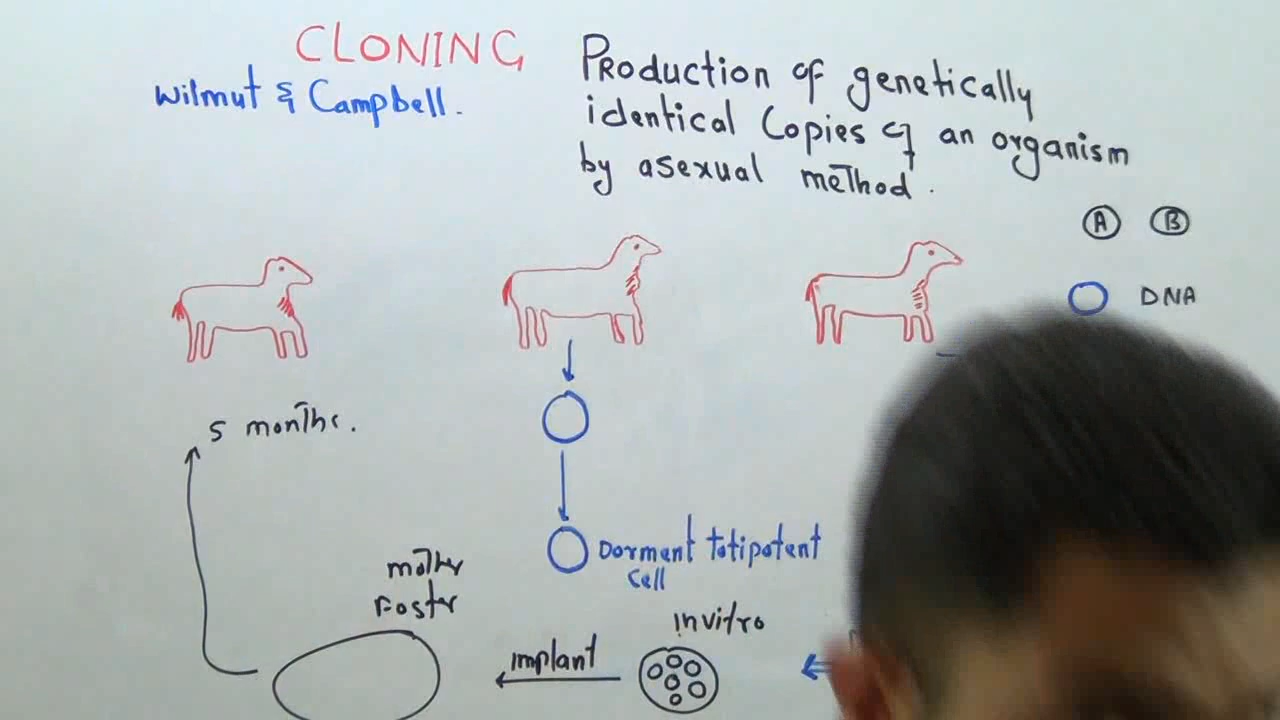 CLONING
Wilmut & Campbell.
Production of genetically
identical Copies of an organism
by asexual method.
A B
DNA
5 months.
Dorment totipotent
cell
mother
Foster
invitro
implant